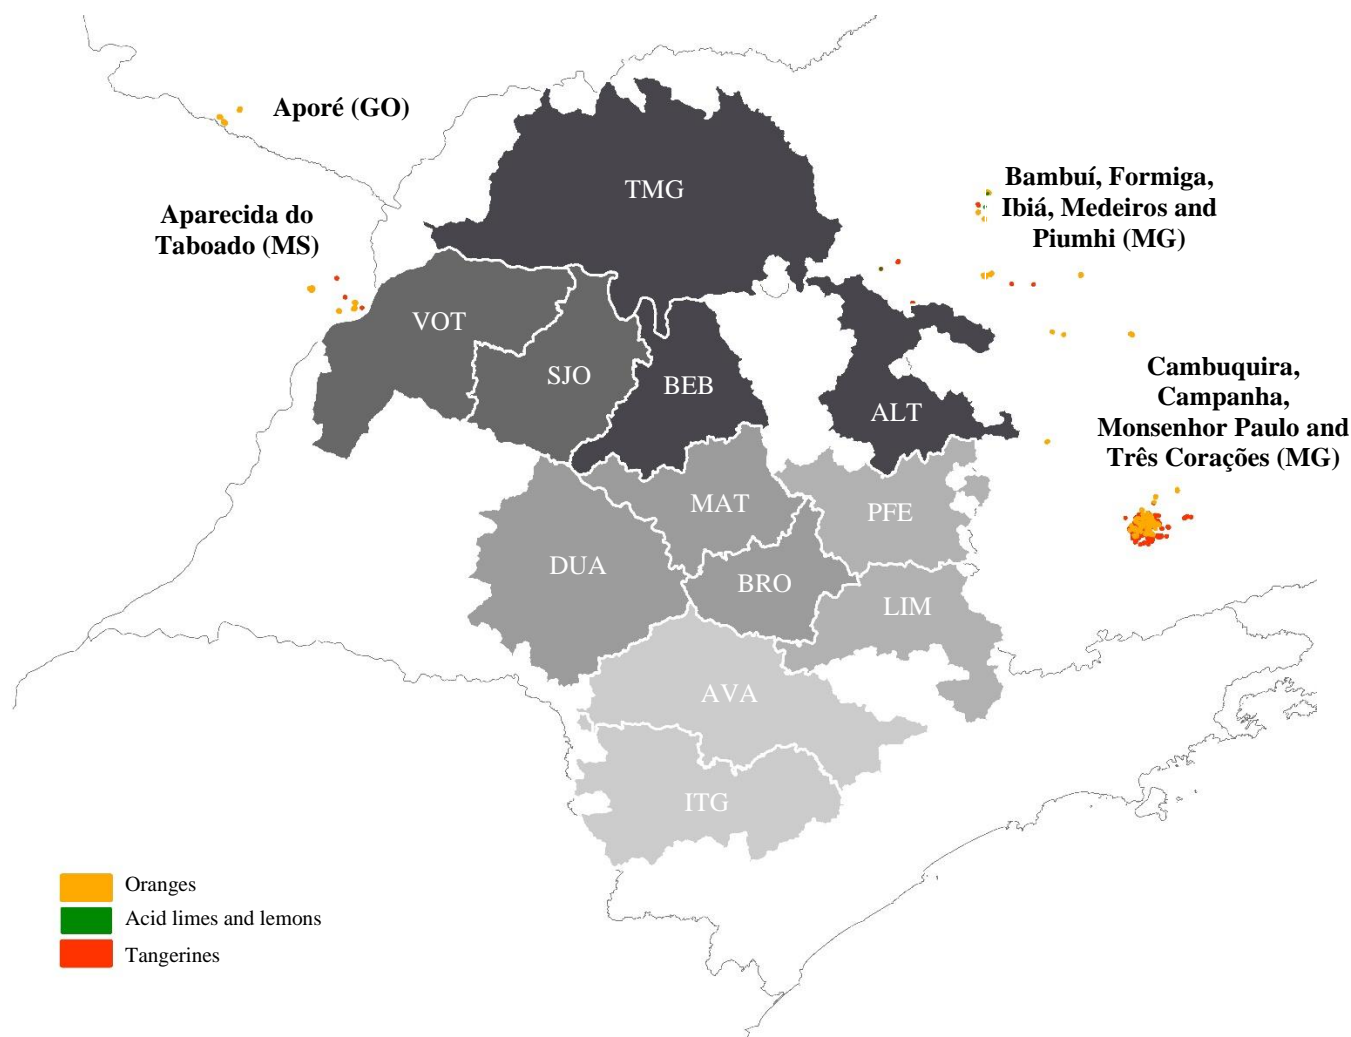 Aporé (GO)
TMG
Bambuí, Formiga,
Ibiá, Medeiros and
Piumhi (MG)
Aparecida do
Taboado (MS)
VOT
SJO
BEB
ALT
Cambuquira,
Campanha,
Monsenhor Paulo and
Três Corações (MG)
MAT
PFE
DUA
BRO
LIM
AVA
ITG
Oranges
Acid limes and lemons
Tangerines